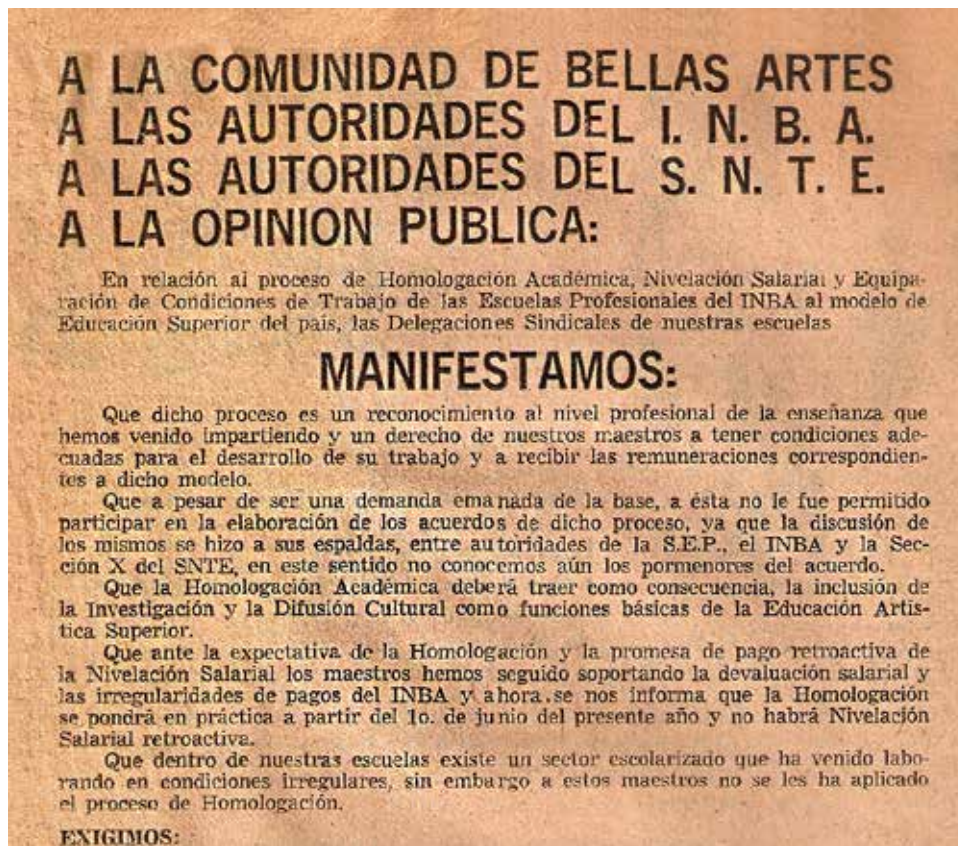 A LA COMUNIDAD DE BELLAS ARTES
A LAS AUTORIDADES DEL I. N. B. A.
A LAS AUTORIDADES DEL S. N. T. E.
A LA OPINION PUBLICA:
En relación al proceso de Homologación Académica, Nivelación Salarial y Equipa-
ración de Condiciones de Trabajo de las Escuelas Profesionales del INBA al modelo de
Educación Superior del país, las Delegaciones Sindicales de nuestras escuelas
MANIFESTAMOS:
Que dicho proceso es un reconocimiento al nivel profesional de la enseñanza que
hemos venido impartiendo y un derecho de nuestros maestros a tener condiciones ade-
cuadas para el desarrollo de su trabajo y a recibir las remuneraciones correspondien-
tes a dicho modelo.
Que a pesar de ser una demanda emanada de la base, a ésta no le fue permitido
participar en la elaboración de los acuerdos de dicho proceso, ya que la discusión de
los mismos se hizo a sus espaldas, entre autoridades de la S.E.P., el INBA y la Sec-
ción X del SNTE, en este sentido no conocemos aún los pormenores del acuerdo.
Que la Homologación Académica deberá traer como consecuencia, la inclusión de
la Investigación y la Difusión Cultural como funciones básicas de la Educación Artís-
tica Superior.
Que ante la expectativa de la Homologación y la promesa de pago retroactiva de
la Nivelación Salarial los maestros hemos seguido soportando la devaluación salarial y
las irregularidades de pagos del INBA y ahora.se nos informa que la Homologación
se pondrá en práctica a partir del 1o. de junio del presente año y no habrá Nivelación
Salarial retroactiva.
Que dentro de nuestras escuelas existe un sector escolarizado que ha venido labo-
rando en condiciones irregulares, sin embargo a estos maestros no se les ha aplicado
el proceso de Homologación.
EXIGIMOS: